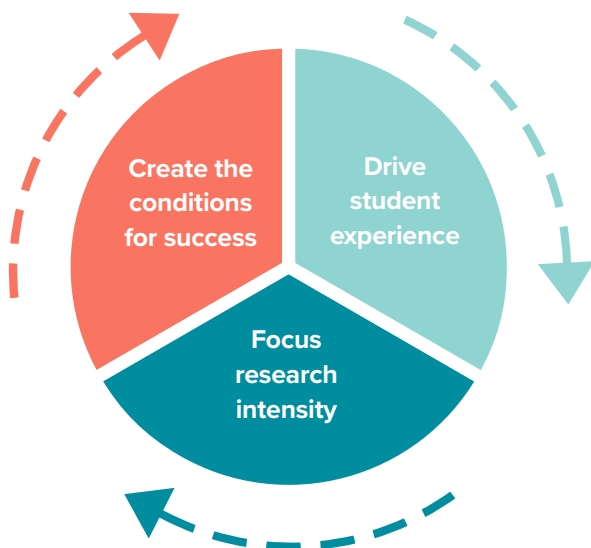 Create the
conditions
for success
Drive
student
experience
Focus
research
intensity